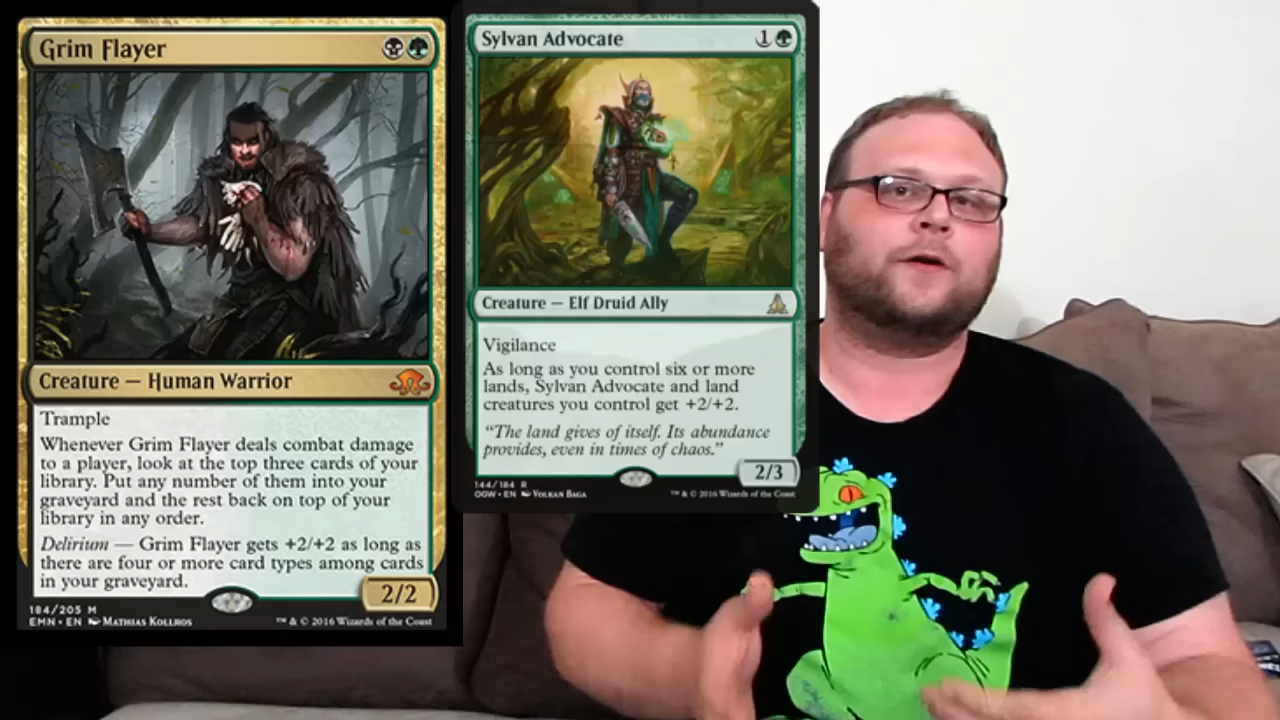 Grim Flayer
Creature — Human Warrior
Trample
Whenever Grim Flayer deals combat damage
to a player, look at the top three cards of your
library. Put any number of them into your
graveyard and the rest back on top of your
library in any order.
Delirium — Grim Flayer gets +2/+2 as long as
there are four or more card types among cards
in your graveyard.
2/2
184/205 M
EMN • EN Mathias Kollros
™ & © 2016 Wizards of the Coast
Sylvan Advocate 1
Creature — Elf Druid Ally
Vigilance
As long as you control six or more
lands, Sylvan Advocate and land
creatures you control get +2/+2.
“The land gives of itself. Its abundance
provides, even in times of chaos.”
2/3
144/184 R
OGW • EN Volkan Baga
™ & © 2016 Wizards of the Coast